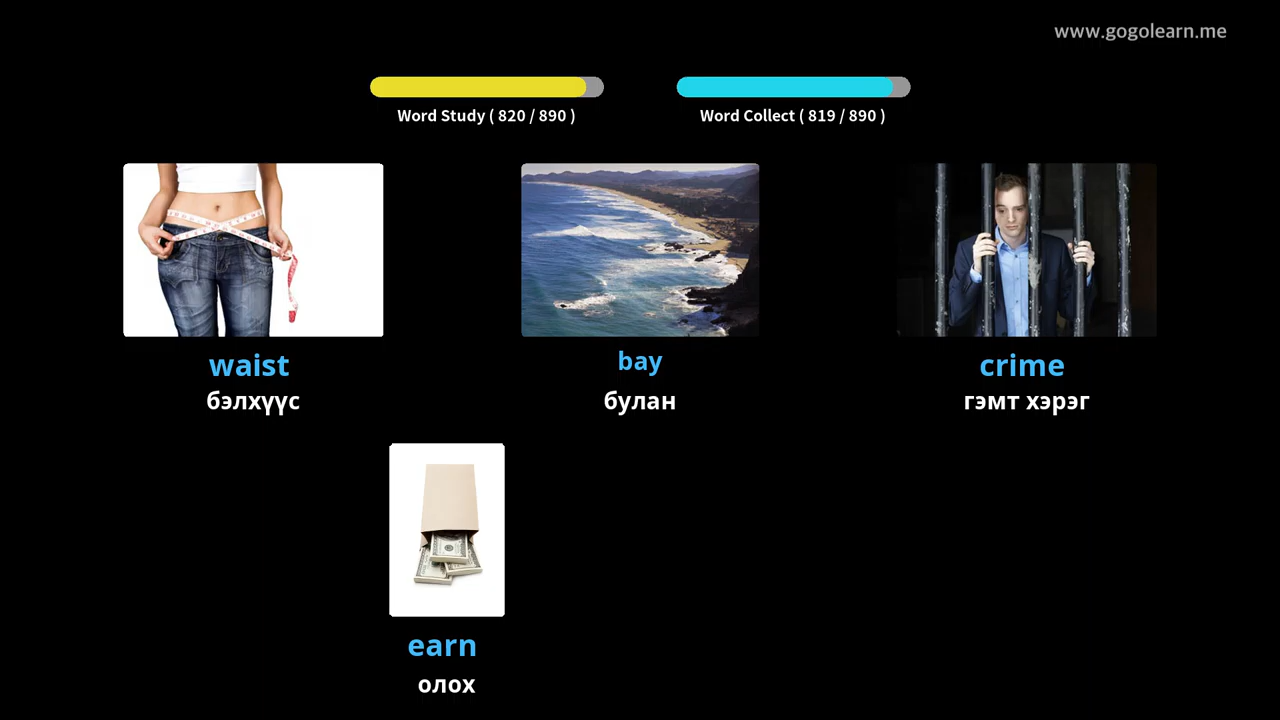 www.gogolearn.me
Word Study ( 820 / 890 )
Word Collect ( 819 / 890 )
waist
bay
crime
бэлхүүс
булан
гэмт хэрэг
earn
олох